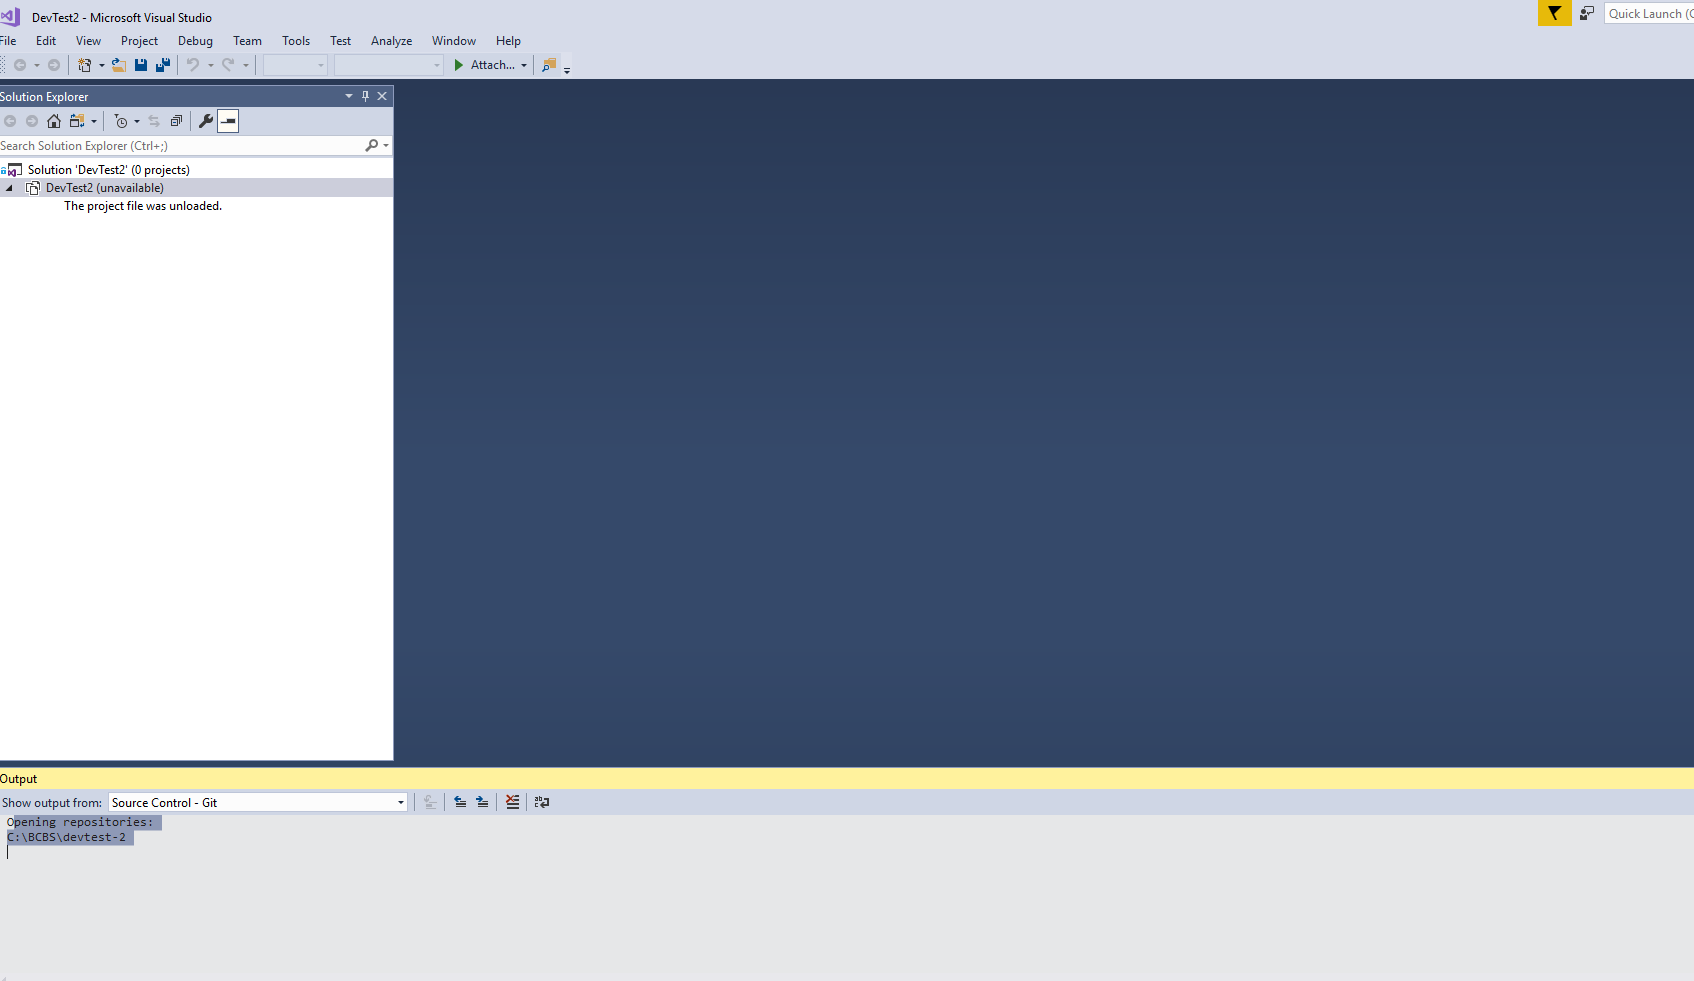 DevTest2 - Microsoft Visual Studio
Quick Launch (C
File Edit View Project Debug Team Tools Test Analyze Window Help
Attach...
Solution Explorer
Search Solution Explorer (Ctrl+;)
Solution 'DevTest2' (0 projects)
DevTest2 (unavailable)
The project file was unloaded.
Output
Show output from: Source Control - Git
Opening repositories:
C:\BCBS\devtest-2